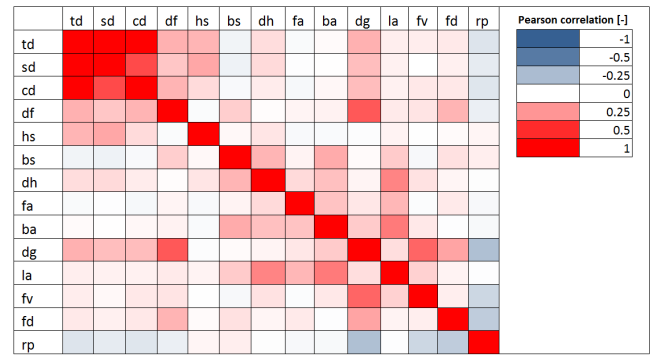 td sd cd df hs bs dh fa ba dg la fv fd rp
td
sd
cd
df
hs
bs
dh
fa
ba
dg
la
fv
fd
rp
Pearson correlation [-]
-1
-0.5
-0.25
0
0.25
0.5
1